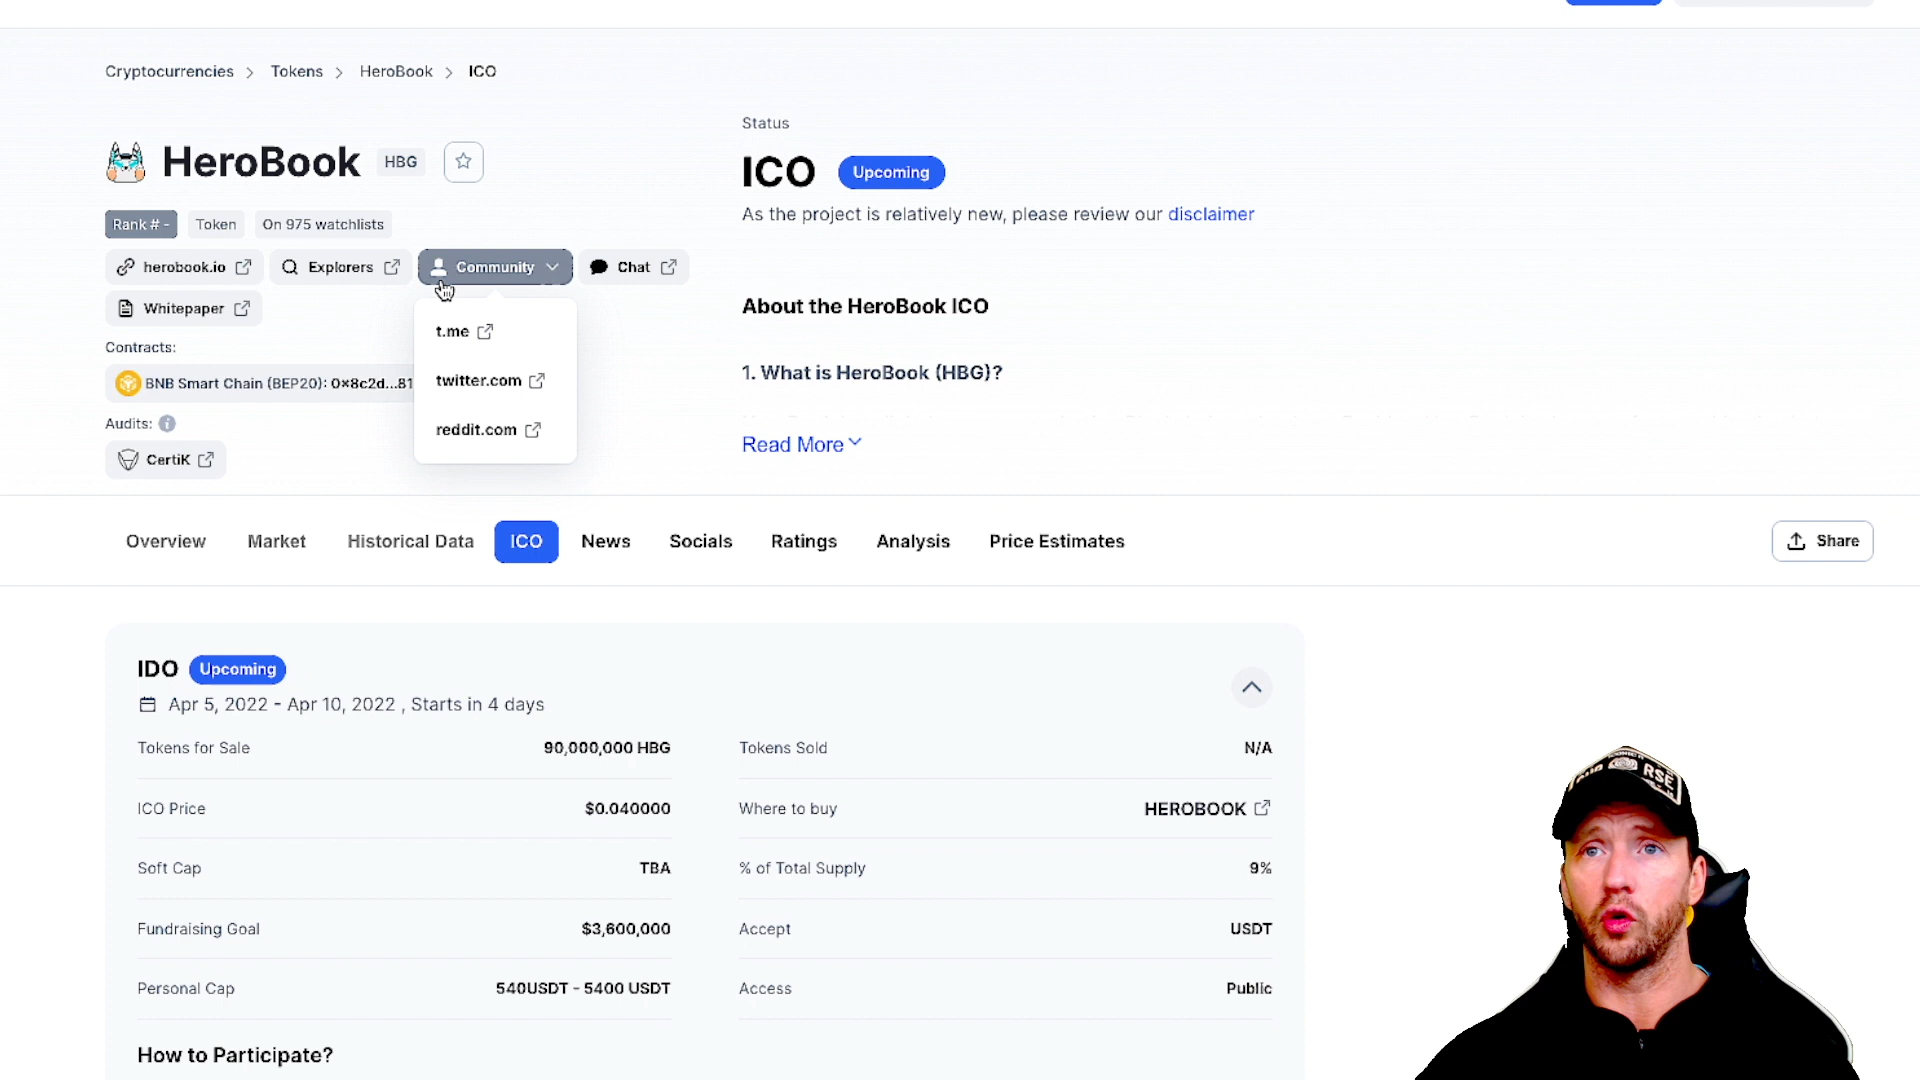 Cryptocurrencies > Tokens > HeroBook > ICO
HeroBook HBG
Rank # - Token On 975 watchlists
herobook.io Explorers Community Chat
Whitepaper
t.me
twitter.com
reddit.com
Contracts:
BNB Smart Chain (BEP20): 0x8c2d...81
Audits:
CertiK
Status
ICO Upcoming
As the project is relatively new, please review our disclaimer
About the HeroBook ICO
1. What is HeroBook (HBG)?
Read More
Overview Market Historical Data ICO News Socials Ratings Analysis Price Estimates Share
IDO Upcoming
Apr 5, 2022 - Apr 10, 2022 , Starts in 4 days
Tokens for Sale 90,000,000 HBG Tokens Sold N/A
ICO Price $0.040000 Where to buy HEROBOOK
Soft Cap TBA % of Total Supply 9%
Fundraising Goal $3,600,000 Accept USDT
Personal Cap 540USDT - 5400 USDT Access Public
How to Participate?
RSE